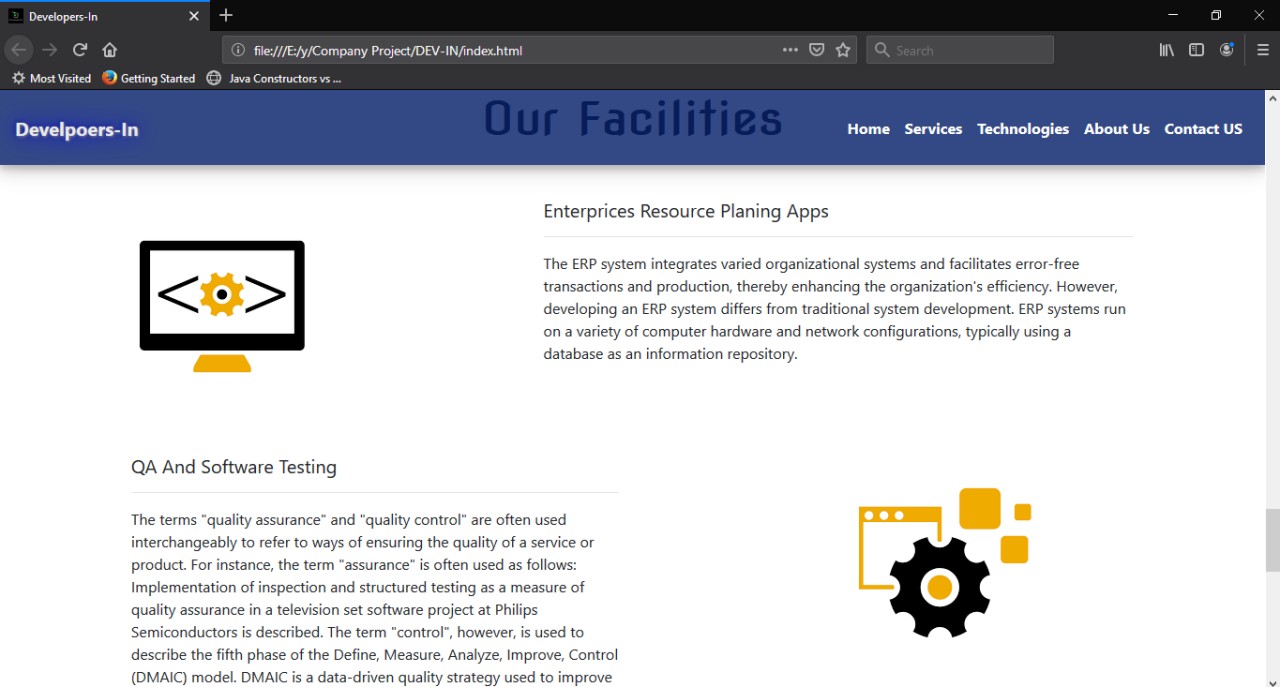 Developers-In
file:///E:/y/Company Project/DEV-IN/index.html
Search
Most Visited
Getting Started
Java Constructors vs ...
Develpoers-In
Our Facilities
Home
Services
Technologies
About Us
Contact US
Enterprices Resource Planing Apps
The ERP system integrates varied organizational systems and facilitates error-free
transactions and production, thereby enhancing the organization's efficiency. However,
developing an ERP system differs from traditional system development. ERP systems run
on a variety of computer hardware and network configurations, typically using a
database as an information repository.
QA And Software Testing
The terms "quality assurance" and "quality control" are often used
interchangeably to refer to ways of ensuring the quality of a service or
product. For instance, the term "assurance" is often used as follows:
Implementation of inspection and structured testing as a measure of
quality assurance in a television set software project at Philips
Semiconductors is described. The term "control", however, is used to
describe the fifth phase of the Define, Measure, Analyze, Improve, Control
(DMAIC) model. DMAIC is a data-driven quality strategy used to improve